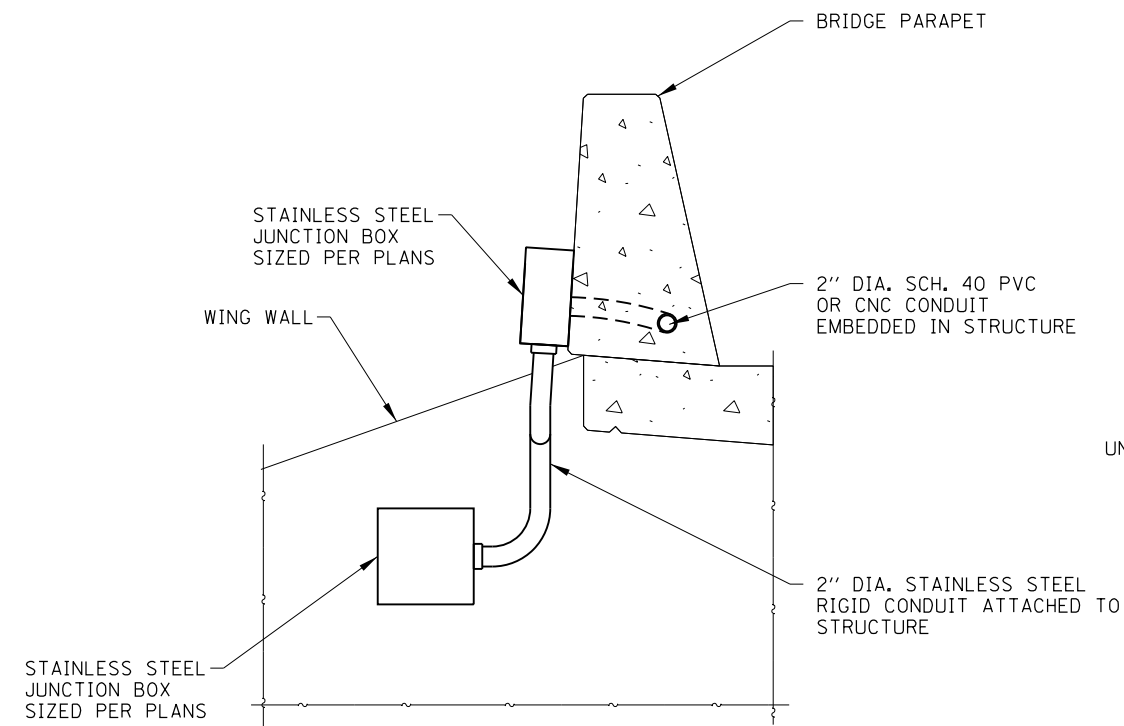 BRIDGE PARAPET
STAINLESS STEEL
JUNCTION BOX
SIZED PER PLANS
2'' DIA. SCH. 40 PVC
OR CNC CONDUIT
EMBEDDED IN STRUCTURE
WING WALL
UN
2'' DIA. STAINLESS STEEL
RIGID CONDUIT ATTACHED TO
STRUCTURE
STAINLESS STEEL
JUNCTION BOX
SIZED PER PLANS